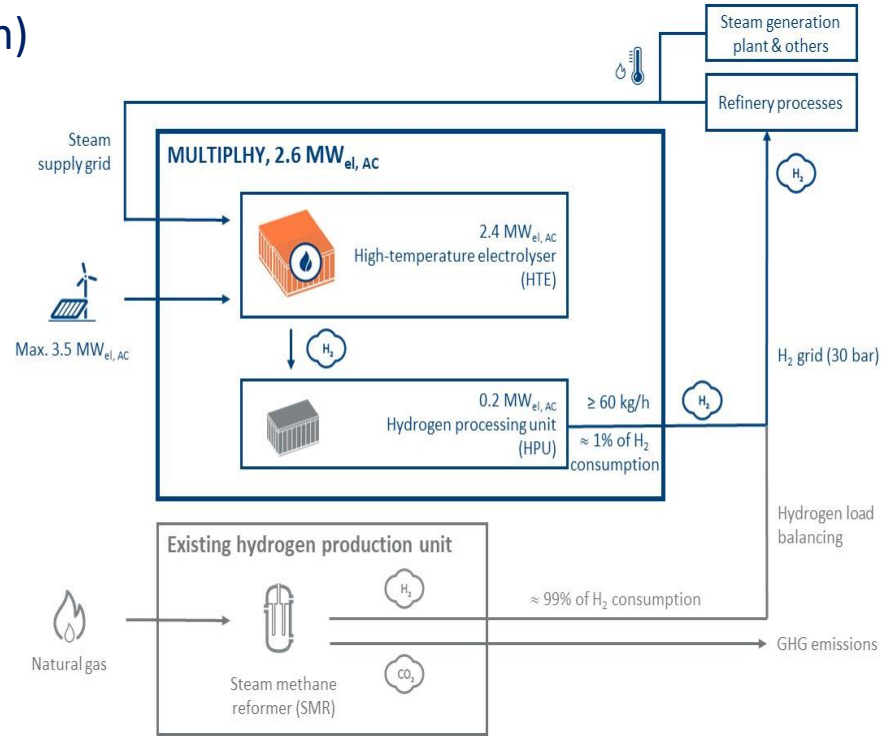 n)
Steam generation
plant & others
Refinery processes
Steam
supply grid
MULTIPLHY, 2.6 MWel, AC
H2
2.4 MWel, AC
High-temperature electrolyser
(HTE)
Max. 3.5 MWel, AC
H2
H2 grid (30 bar)
0.2 MWel, AC
Hydrogen processing unit
(HPU)
≥ 60 kg/h
≈ 1% of H2
consumption
H2
Hydrogen load
balancing
Existing hydrogen production unit
H2
≈ 99% of H2 consumption
Natural gas
GHG emissions
CO2
Steam methane
reformer (SMR)